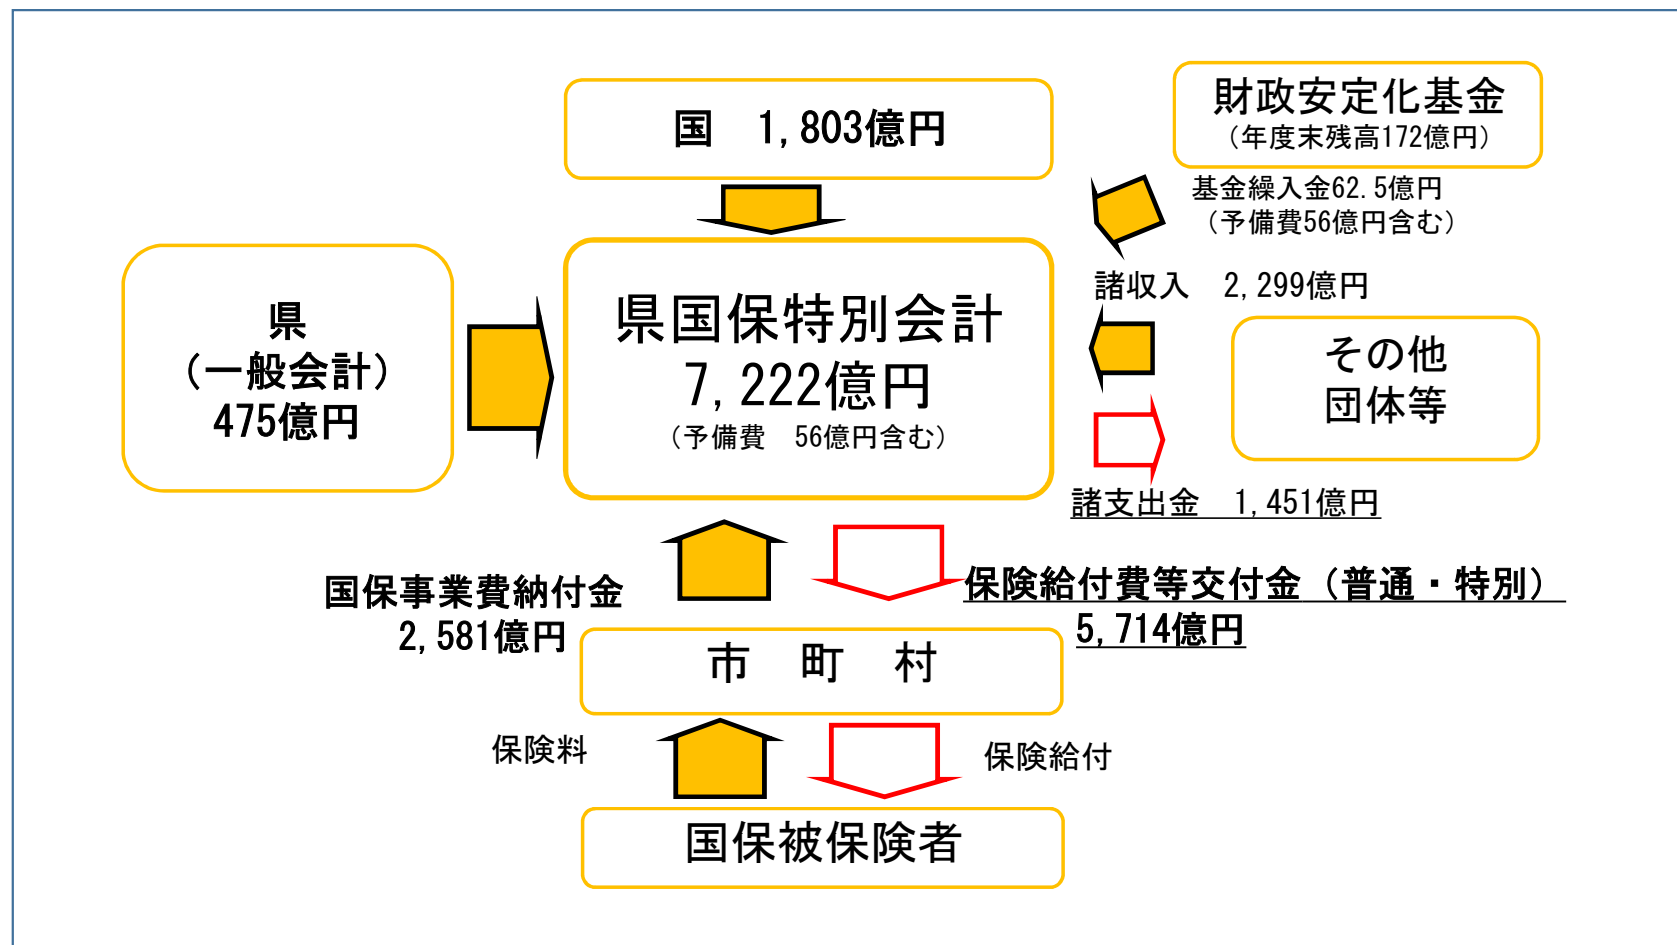 国　1,803億円
財政安定化基金
（年度末残高172億円）
基金繰入金62.5億円
（予備費56億円含む）
県
（一般会計）
475億円
県国保特別会計
7,222億円
（予備費　56億円含む）
諸収入　2,299億円
その他
団体等
諸支出金　1,451億円
国保事業費納付金
2,581億円
保険給付費等交付金（普通・特別）
5,714億円
市　町　村
保険料
保険給付
国保被保険者